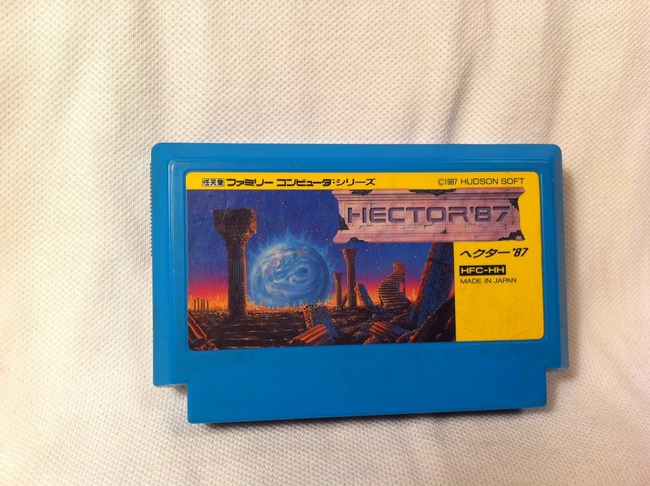 任天堂 ファミリー コンピュータ:シリーズ
©1987 HUDSON SOFT
HECTOR'87
ヘクター'87
HFC-HH
MADE IN JAPAN